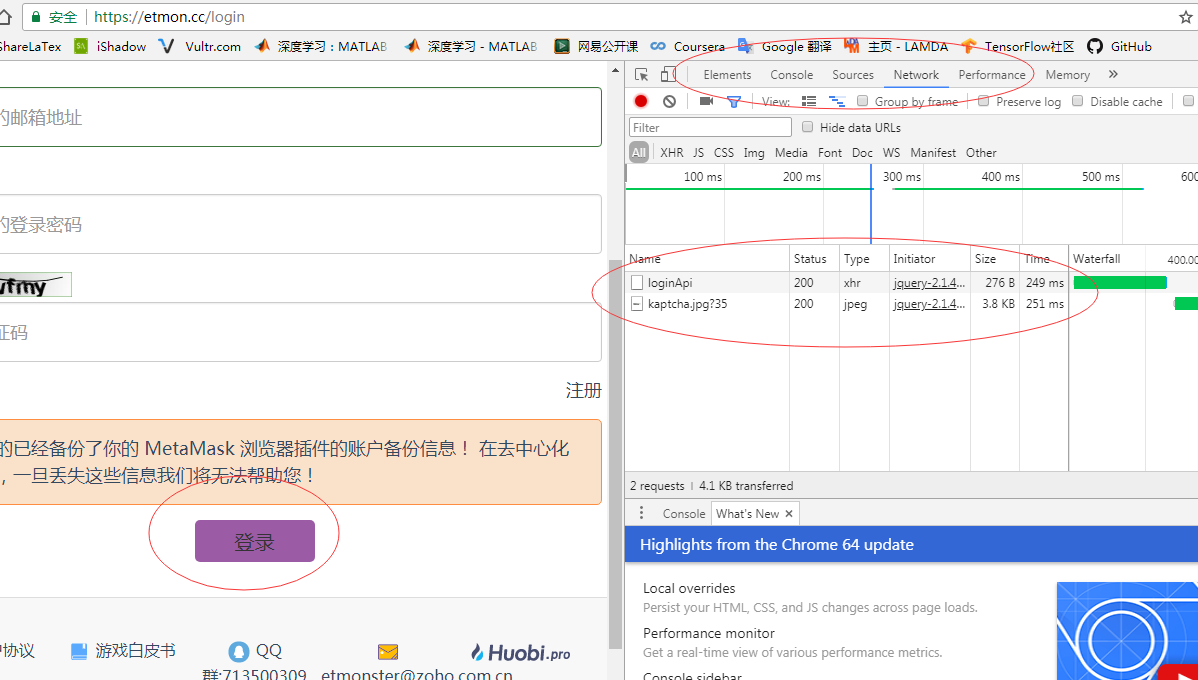 安全 https://etmon.cc/login
ShareLaTex iShadow Vultr.com 深度学习：MATLAB 深度学习 - MATLAB 网易公开课 Coursera Google 翻译 主页 - LAMDA TensorFlow社区 GitHub
的邮箱地址
的登录密码
vfmy
证码
注册
的已经备份了你的 MetaMask 浏览器插件的账户备份信息！ 在去中心化
，一旦丢失这些信息我们将无法帮助您！
登录
户协议 游戏白皮书 QQ Huobi.pro
群:713500309 etmonster@zoho.com.cn
Elements Console Sources Network Performance Memory »
View: Group by frame Preserve log Disable cache
Filter Hide data URLs
All XHR JS CSS Img Media Font Doc WS Manifest Other
100 ms 200 ms 300 ms 400 ms 500 ms 600
Name Status Type Initiator Size Time Waterfall 400.00
loginApi 200 xhr jquery-2.1.4... 276 B 249 ms
kaptcha.jpg?35 200 jpeg jquery-2.1.4... 3.8 KB 251 ms
2 requests | 4.1 KB transferred
Console What's New ×
Highlights from the Chrome 64 update
Local overrides
Persist your HTML, CSS, and JS changes across page loads.
Performance monitor
Get a real-time view of various performance metrics.
Console sidebar